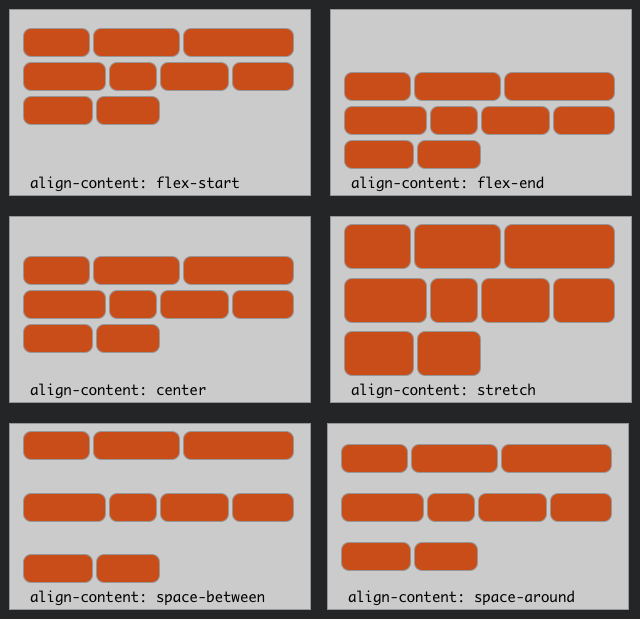 align-content: flex-start
align-content: flex-end
align-content: center
align-content: stretch
align-content: space-between
align-content: space-around